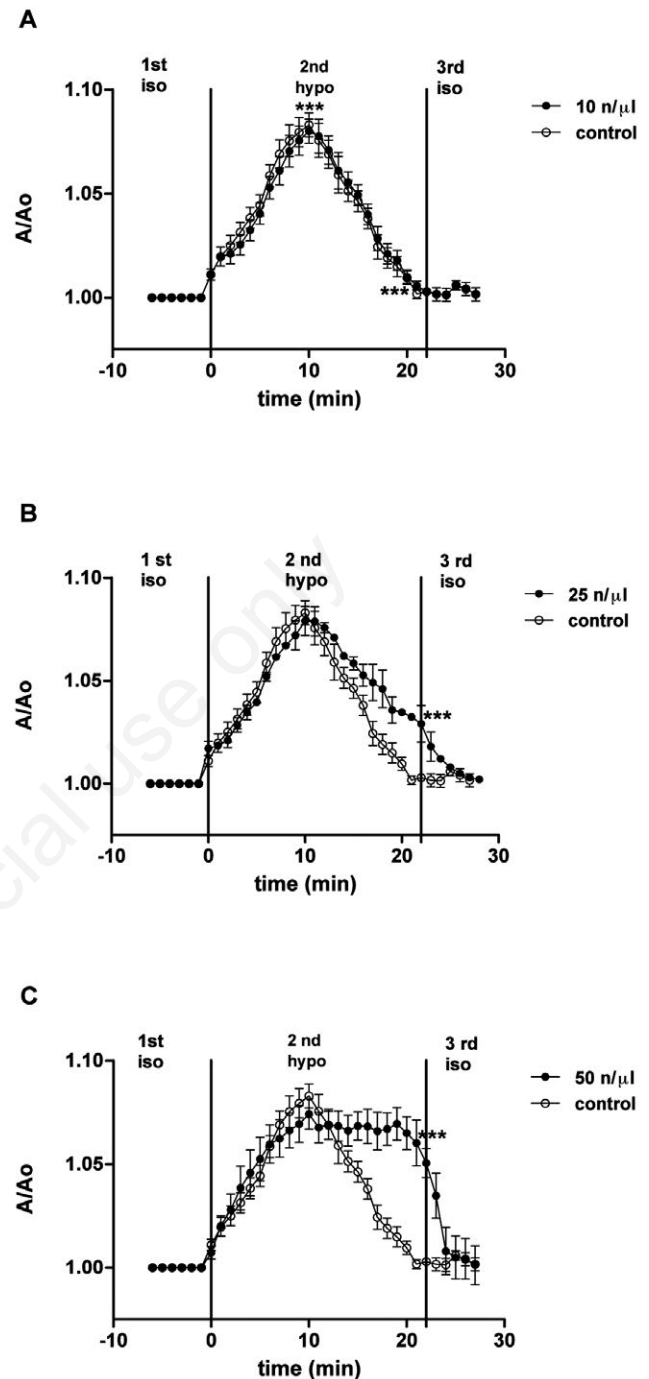 A
1st
iso
2nd
hypo
***
3rd
iso
10 n/µl
control
1.10
1.05
1.00
A/Ao
***
-10 0 10 20 30
time (min)
B
1 st
iso
2 nd
hypo
3 rd
iso
25 n/µl
control
1.10
1.05
1.00
A/Ao
***
-10 0 10 20 30
time (min)
C
1st
iso
2 nd
hypo
3 rd
iso
50 n/µl
control
1.10
1.05
1.00
A/Ao
***
-10 0 10 20 30
time (min)
cial use only